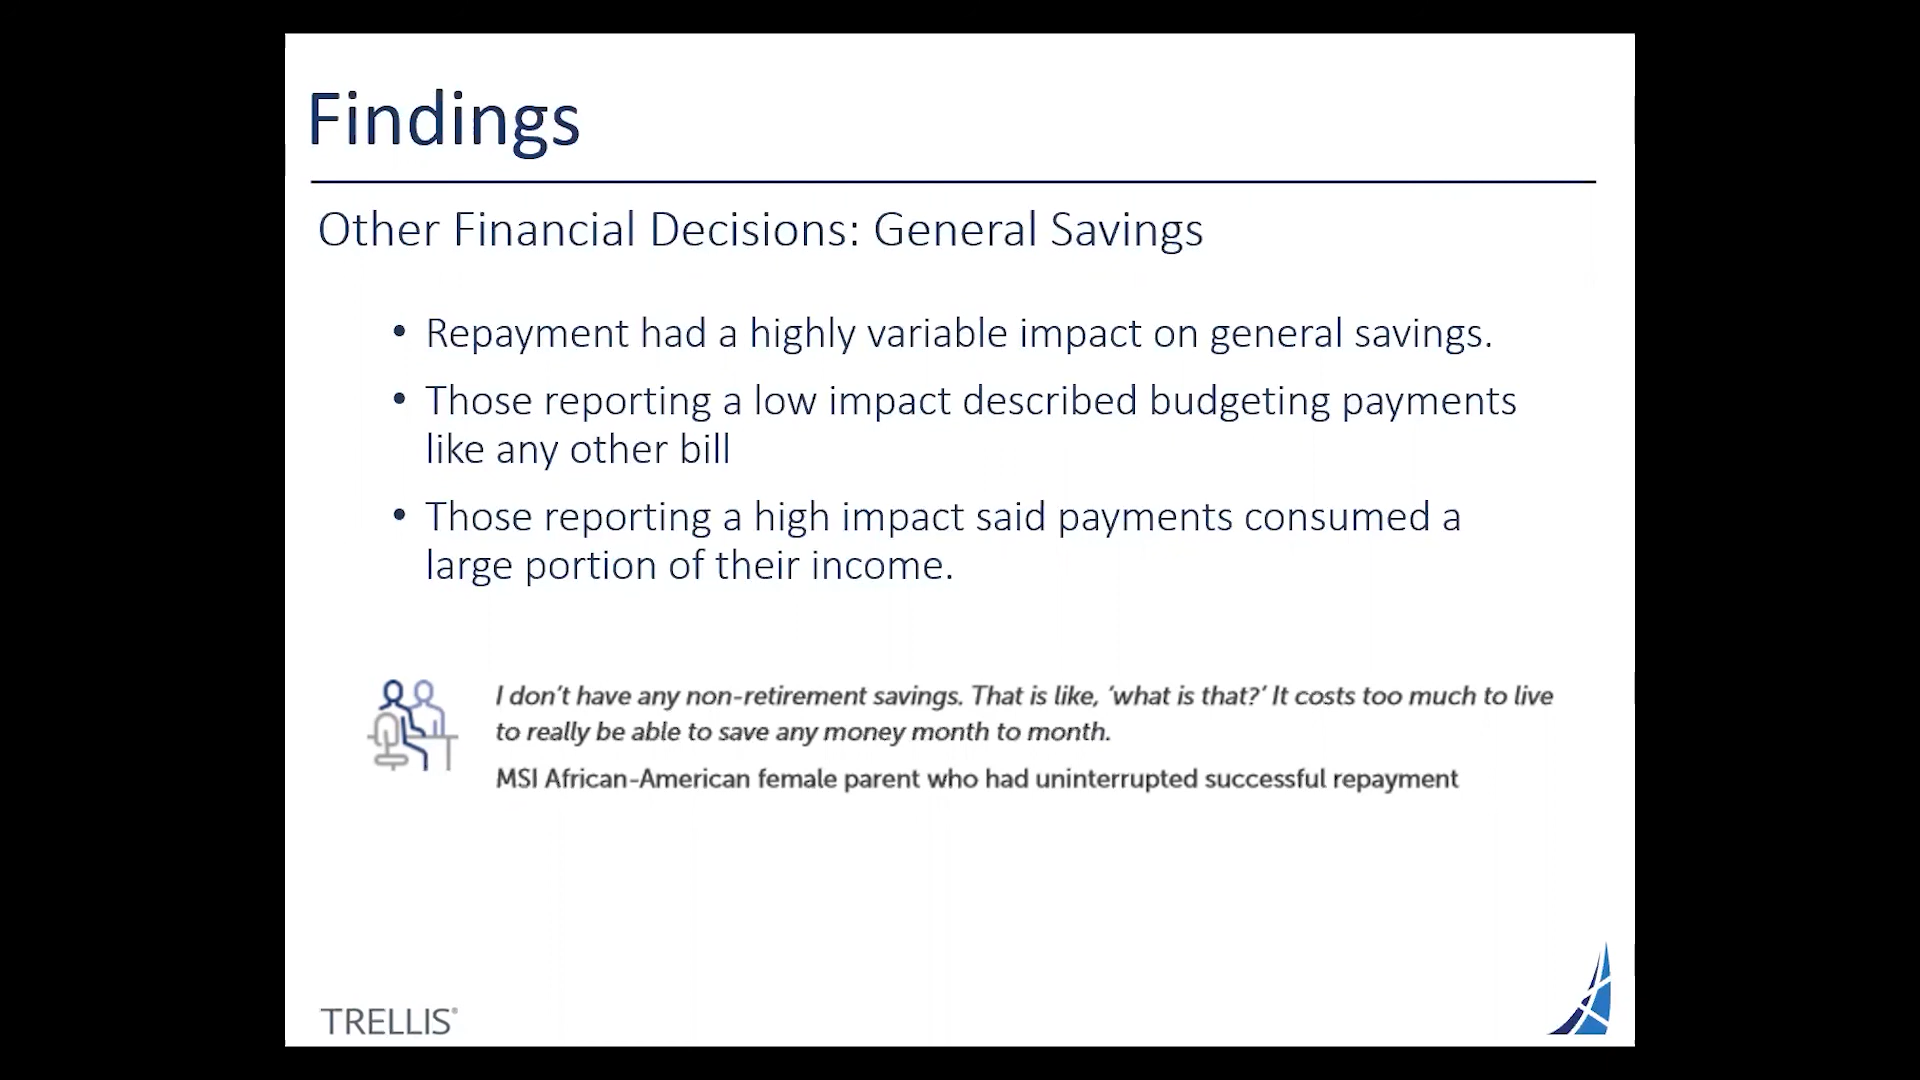 Findings
Other Financial Decisions: General Savings
• Repayment had a highly variable impact on general savings.
• Those reporting a low impact described budgeting payments
like any other bill
• Those reporting a high impact said payments consumed a
large portion of their income.
I don't have any non-retirement savings. That is like, 'what is that?' It costs too much to live
to really be able to save any money month to month.
MSI African-American female parent who had uninterrupted successful repayment
TRELLIS®